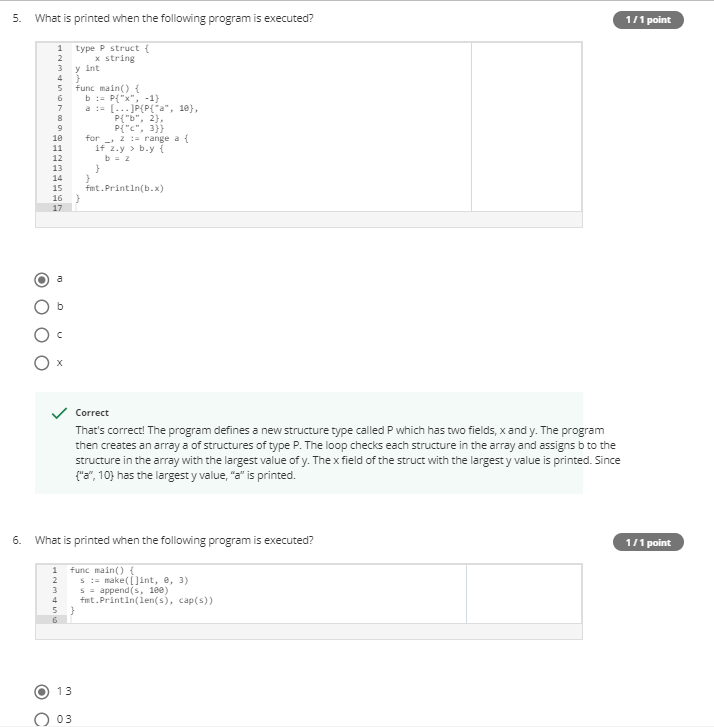 5. What is printed when the following program is executed?
1 / 1 point
1 type P struct {
2 x string
3 y int
4 }
5 func main() {
6 b := P{"x", -1}
7 a := [...]P{P{"a", 10},
8 P{"b", 2},
9 P{"c", 3}}
10 for _, z := range a {
11 if z.y > b.y {
12 b = z
13 }
14 }
15 fmt.Println(b.x)
16 }
17
a
b
c
x
Correct
That's correct! The program defines a new structure type called P which has two fields, x and y. The program
then creates an array a of structures of type P. The loop checks each structure in the array and assigns b to the
structure in the array with the largest value of y. The x field of the struct with the largest y value is printed. Since
{"a", 10} has the largest y value, "a" is printed.
6. What is printed when the following program is executed?
1 / 1 point
1 func main() {
2 s := make([]int, 0, 3)
3 s = append(s, 100)
4 fmt.Println(len(s), cap(s))
5 }
6
1 3
0 3